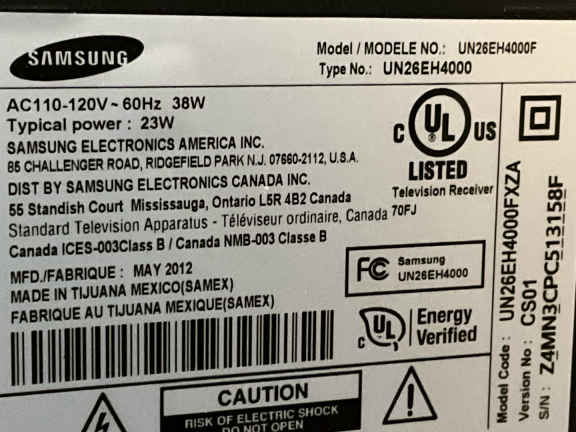 SAMSUNG
Model / MODELE NO.: UN26EH4000F
Type No.: UN26EH4000
AC110-120V~60Hz 38W
Typical power : 23W
SAMSUNG ELECTRONICS AMERICA INC.
85 CHALLENGER ROAD, RIDGEFIELD PARK N.J. 07660-2112, U.S.A.
DIST BY SAMSUNG ELECTRONICS CANADA INC.
55 Standish Court Mississauga, Ontario L5R 4B2 Canada
Standard Television Apparatus - Téléviseur ordinaire, Canada
Canada ICES-003Class B / Canada NMB-003 Classe B
MFD./FABRIQUE : MAY 2012
MADE IN TIJUANA MEXICO(SAMEX)
FABRIQUE AU TIJUANA MEXIQUE(SAMEX)
C UL US
LISTED
Television Receiver
70FJ
FC Samsung
UN26EH4000
C UL Energy
Verified
CAUTION
RISK OF ELECTRIC SHOCK
DO NOT OPEN
Model Code : UN26EH4000FXZA
Version No : CS01
S/N : Z4MN3CPC513158F